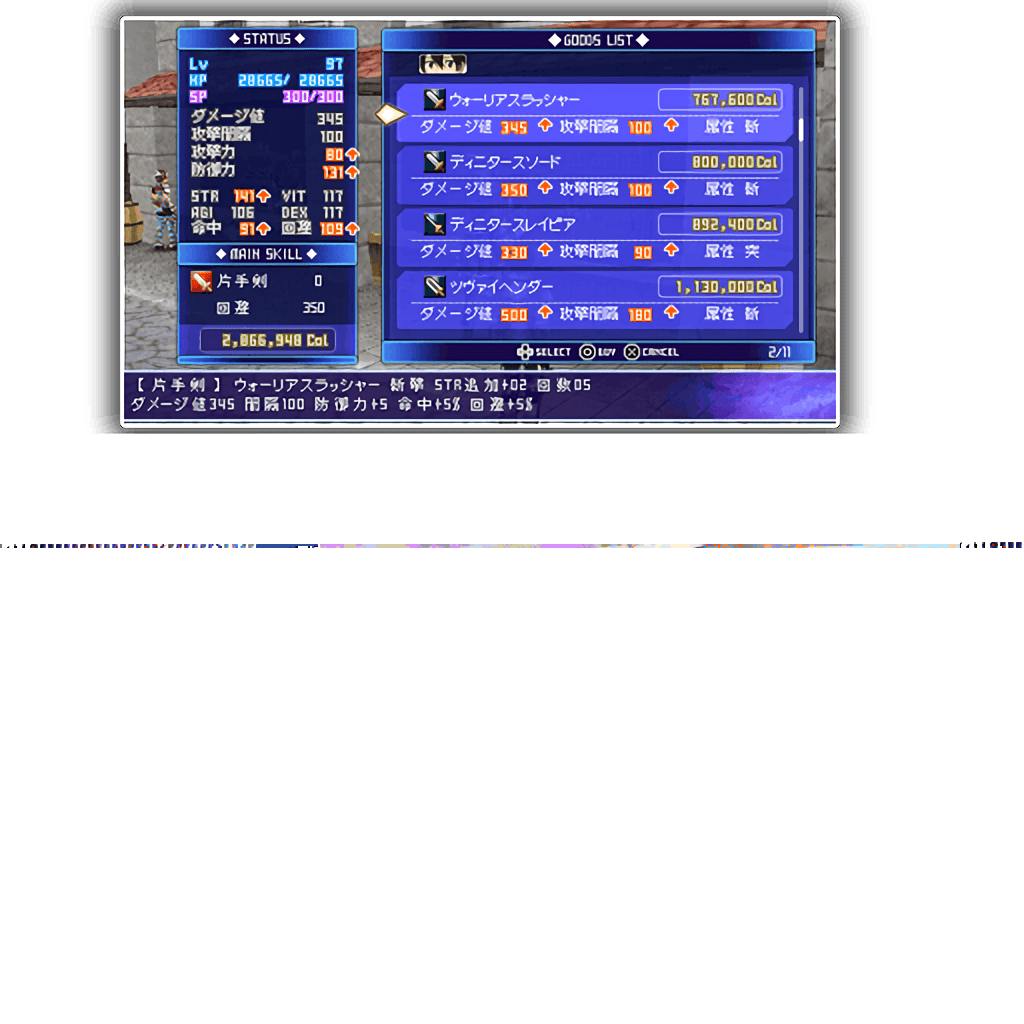 ◆STATUS◆
Lv 97
HP 28665/ 28665
SP 300/300
ダメージ値 345
攻撃間隔 100
攻撃力 80
防御力 131
STR 141 VIT 117
AGI 106 DEX 117
命中 91 回避 109
◆MAIN SKILL◆
片手剣 0
回避 350
2,866,948 Col
◆GOODS LIST◆
ウォーリアスラッシャー 767,600Col
ダメージ値 345 攻撃間隔 100 属性 斬
ディニタースソード 800,000Col
ダメージ値 350 攻撃間隔 100 属性 斬
ディニタースレイピア 892,400Col
ダメージ値 330 攻撃間隔 90 属性 突
ツヴァイヘンダー 1,130,000Col
ダメージ値 500 攻撃間隔 180 属性 斬
SELECT BUY CANCEL 2/11
【片手剣】 ウォーリアスラッシャー 斬撃 STR追加+02 回数05
ダメージ値345 間隔100 防御力+5 命中+5% 回避+5%